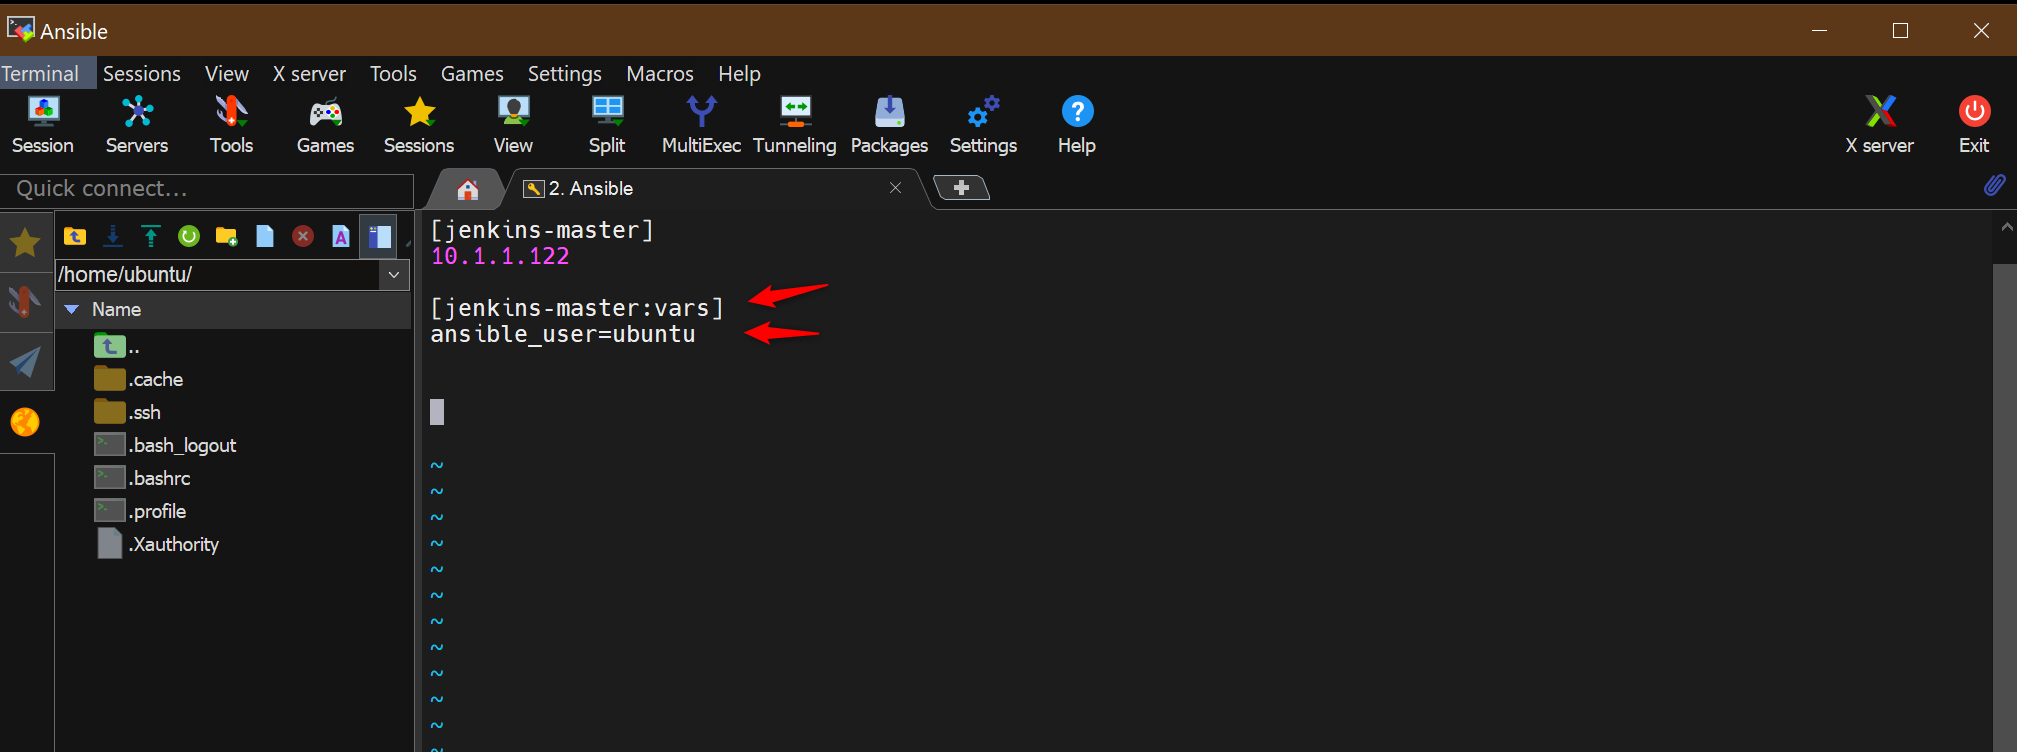 Ansible
Terminal Sessions View X server Tools Games Settings Macros Help
Session Servers Tools Games Sessions View Split MultiExec Tunneling Packages Settings Help X server Exit
Quick connect...
2. Ansible
/home/ubuntu/
Name
..
.cache
.ssh
.bash_logout
.bashrc
.profile
.Xauthority
[jenkins-master]
10.1.1.122
[jenkins-master:vars]
ansible_user=ubuntu
~
~
~
~
~
~
~
~
~
~
~
~